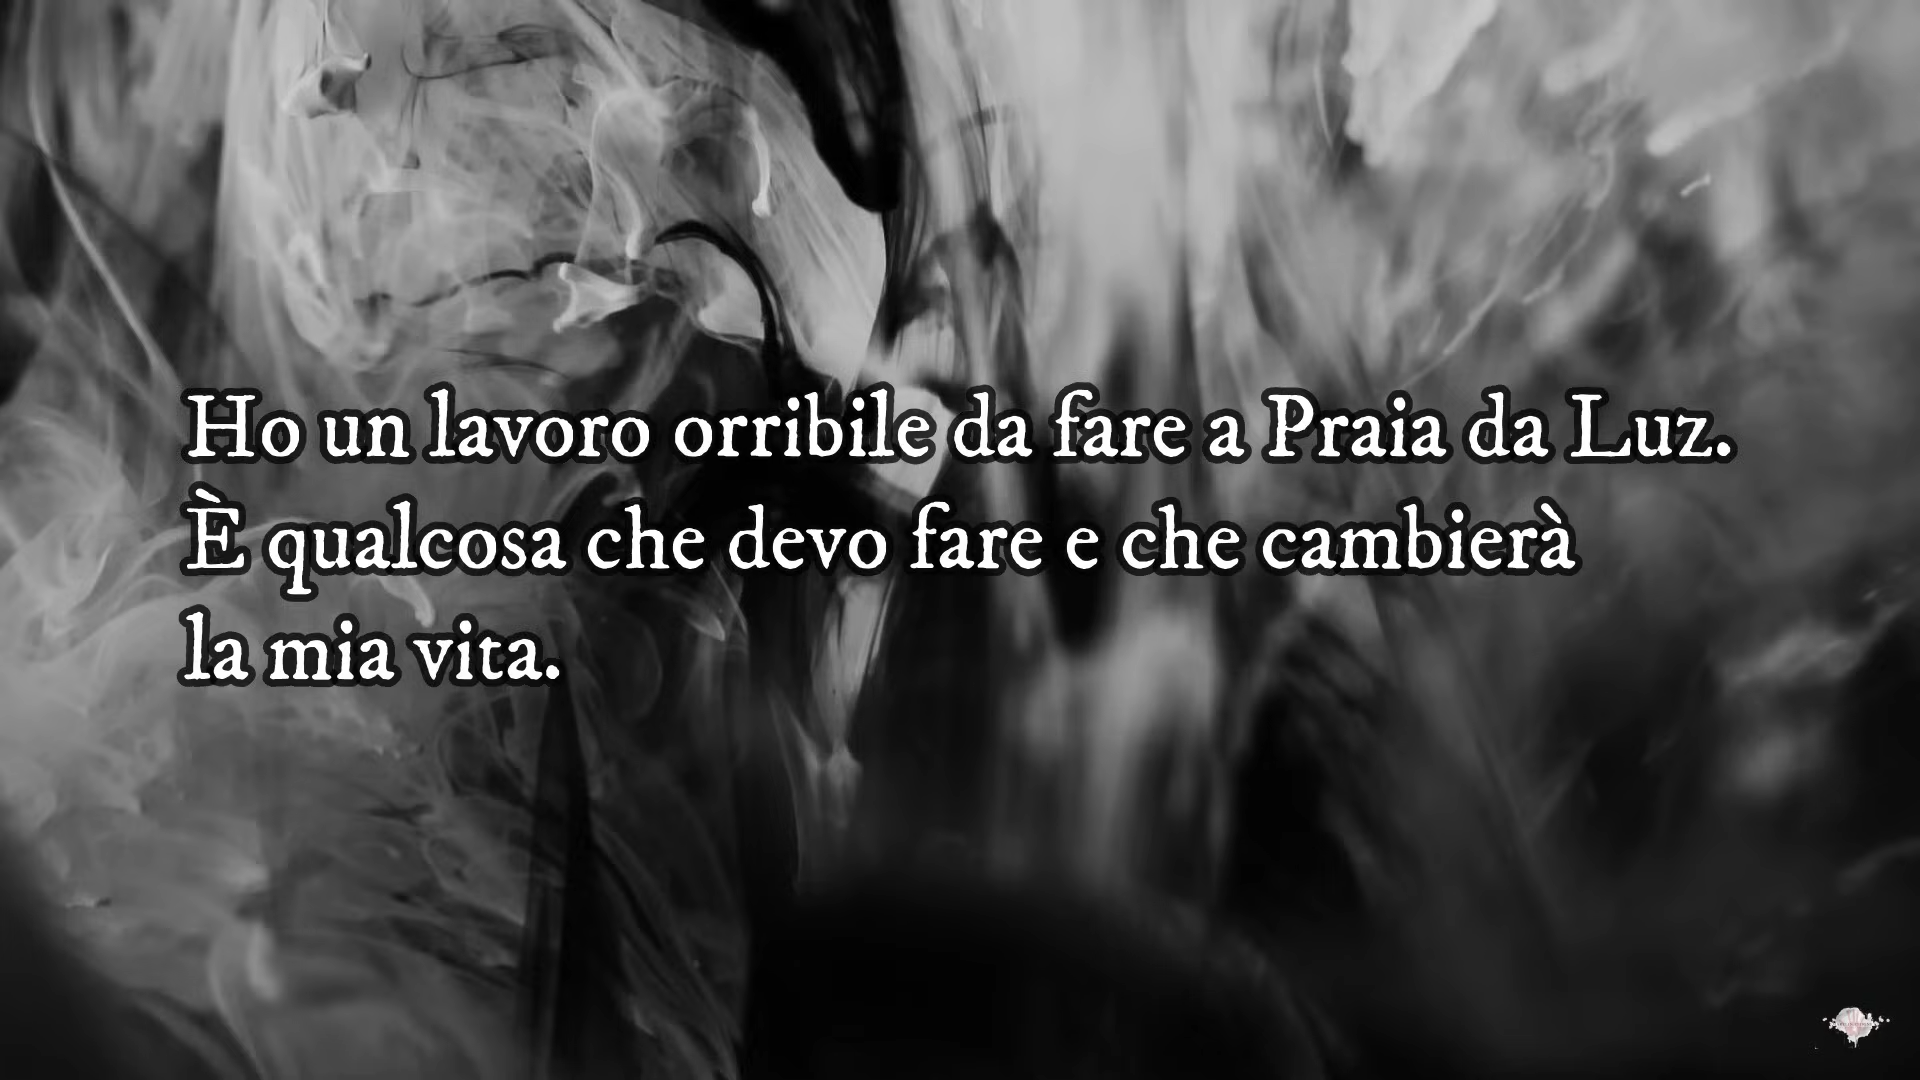 Ho un lavoro orribile da fare a Praia da Luz.
È qualcosa che devo fare e che cambierà
la mia vita.